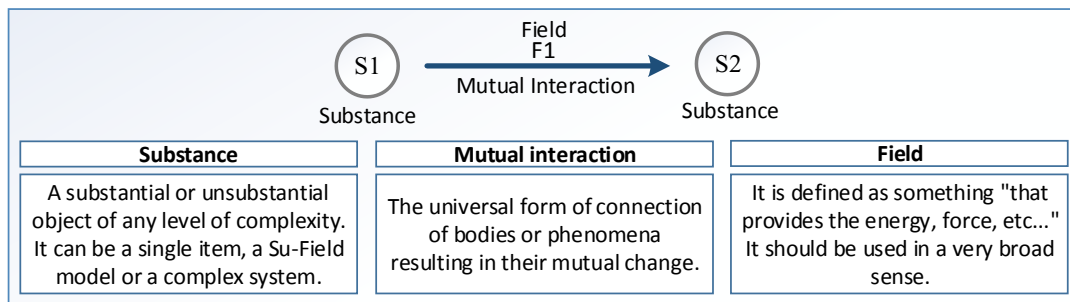 Field
F1
S1
S2
Mutual Interaction
Substance
Substance
Substance
A substantial or unsubstantial
object of any level of complexity.
It can be a single item, a Su-Field
model or a complex system.
Mutual interaction
The universal form of connection
of bodies or phenomena
resulting in their mutual change.
Field
It is defined as something "that
provides the energy, force, etc..."
It should be used in a very broad
sense.